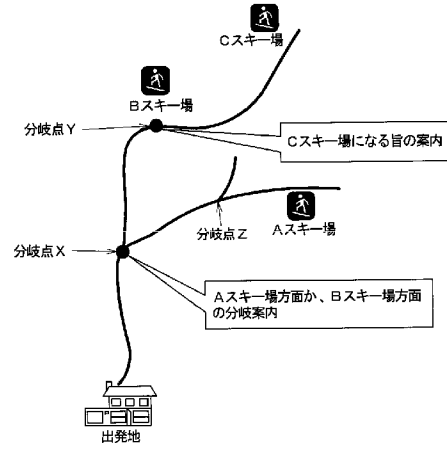 Cスキー場
Bスキー場
分岐点Y
Cスキー場になる旨の案内
分岐点Z
Aスキー場
分岐点X
Aスキー場方面か、Bスキー場方面
の分岐案内
出発地